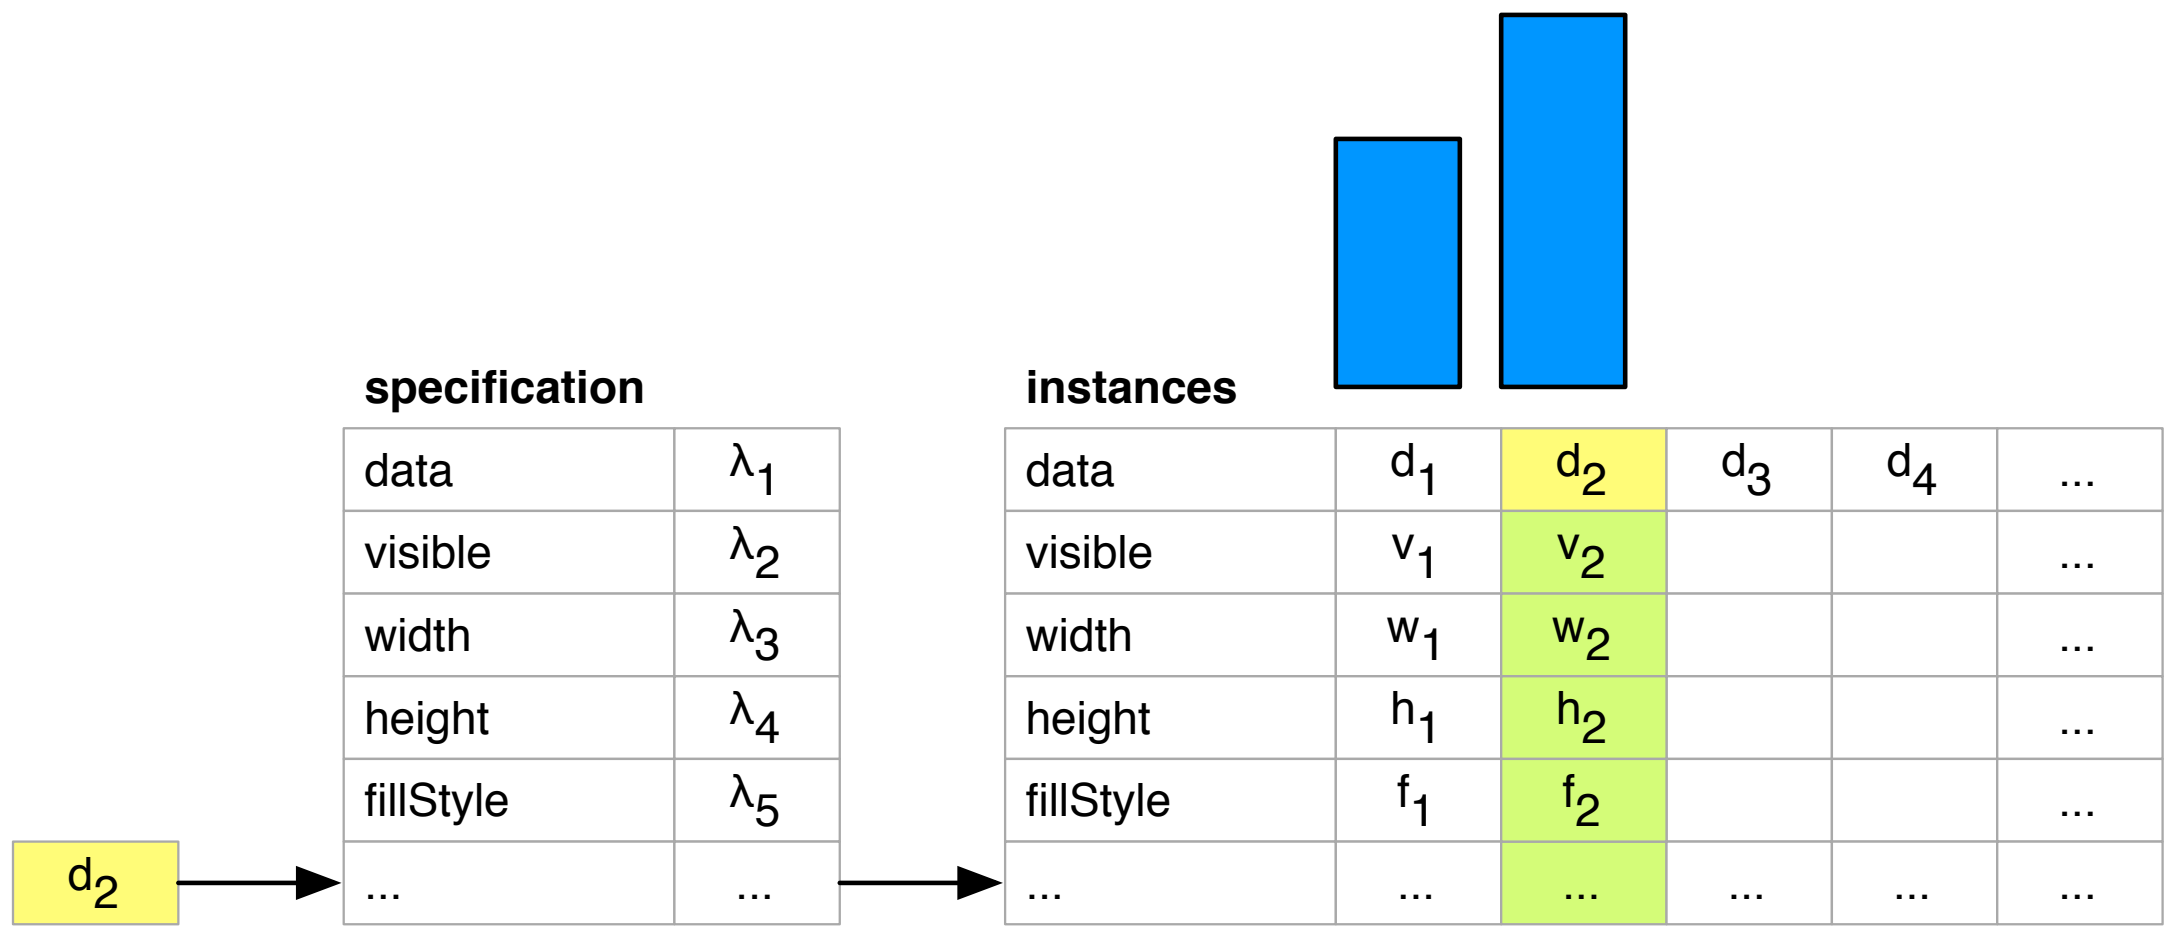 specification instances
data λ1 data d1 d2 d3 d4 ...
visible λ2 visible v1 v2 ...
width λ3 width w1 w2 ...
height λ4 height h1 h2 ...
fillStyle λ5 fillStyle f1 f2 ...
d2 ... ... ... ... ... ... ... ...